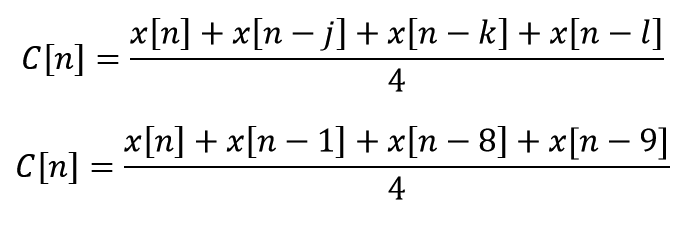 C[n] = (x[n] + x[n − j] + x[n − k] + x[n − l]) / 4
C[n] = (x[n] + x[n − 1] + x[n − 8] + x[n − 9]) / 4